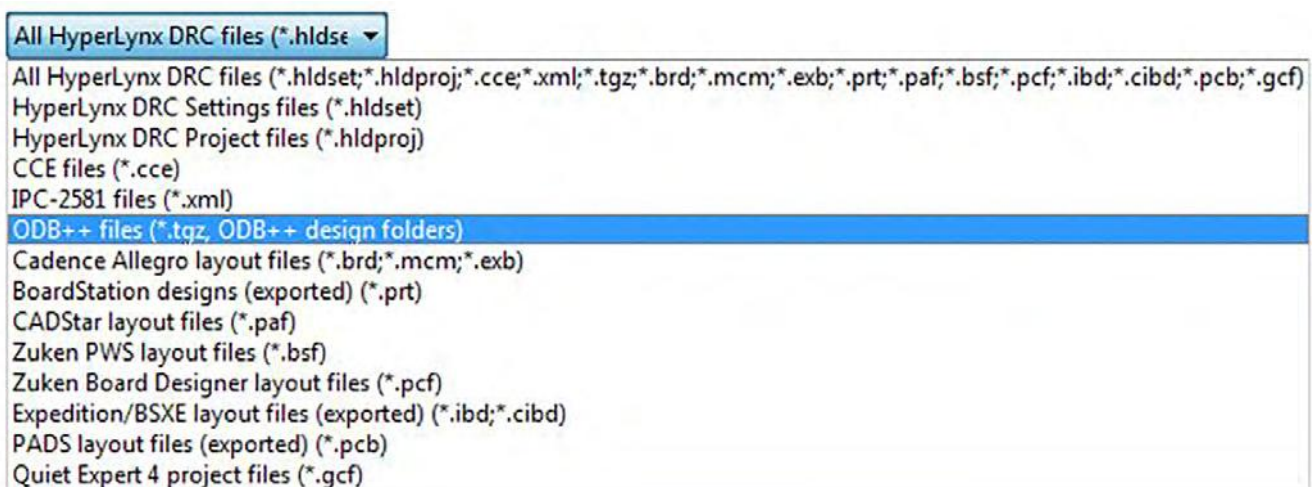 All HyperLynx DRC files (*.hldse
All HyperLynx DRC files (*.hldset;*.hldproj;*.cce;*.xml;*.tgz;*.brd;*.mcm;*.exb;*.prt;*.paf;*.bsf;*.pcf;*.ibd;*.cibd;*.pcb;*.gcf)
HyperLynx DRC Settings files (*.hldset)
HyperLynx DRC Project files (*.hldproj)
CCE files (*.cce)
IPC-2581 files (*.xml)
ODB++ files (*.tgz, ODB++ design folders)
Cadence Allegro layout files (*.brd;*.mcm;*.exb)
BoardStation designs (exported) (*.prt)
CADStar layout files (*.paf)
Zuken PWS layout files (*.bsf)
Zuken Board Designer layout files (*.pcf)
Expedition/BSXE layout files (exported) (*.ibd;*.cibd)
PADS layout files (exported) (*.pcb)
Quiet Expert 4 project files (*.gcf)